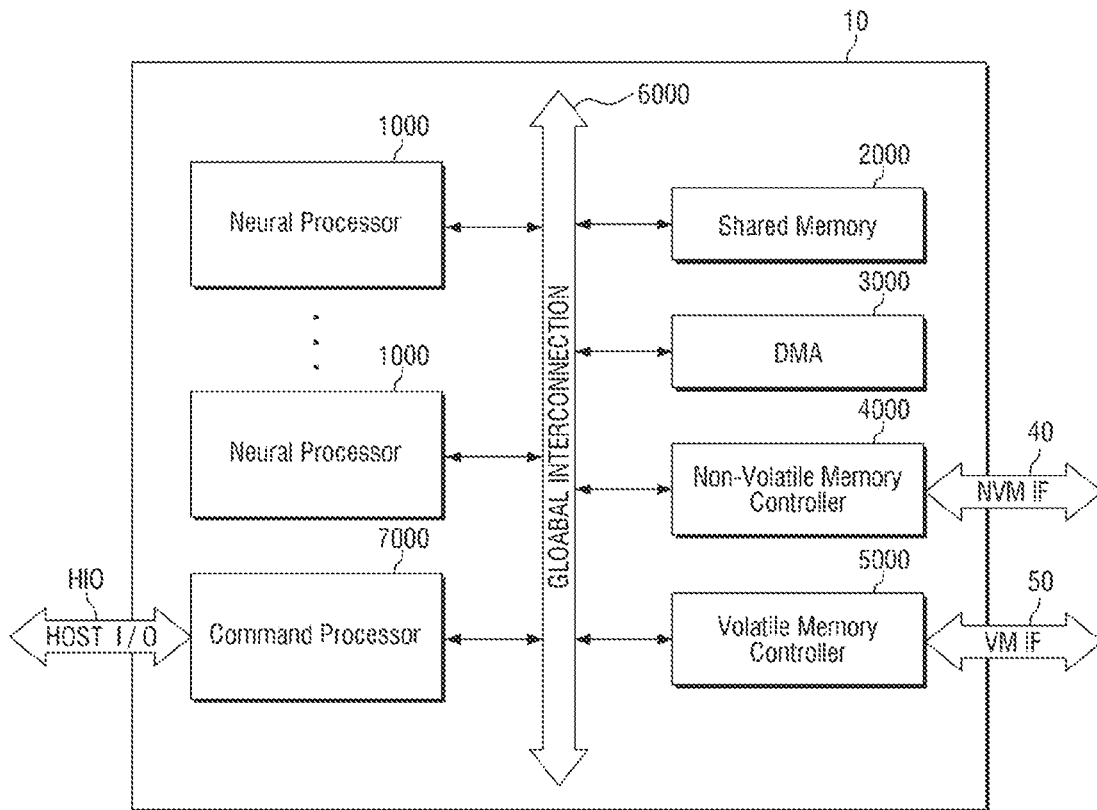 10
6000
1000
Neural Processor
1000
Neural Processor
7000
Command Processor
HIO
HOST I/O
GLOABAL INTERCONNECTION
2000
Shared Memory
3000
DMA
4000
Non-Volatile Memory
Controller
40
NVM IF
5000
Volatile Memory
Controller
50
VM IF